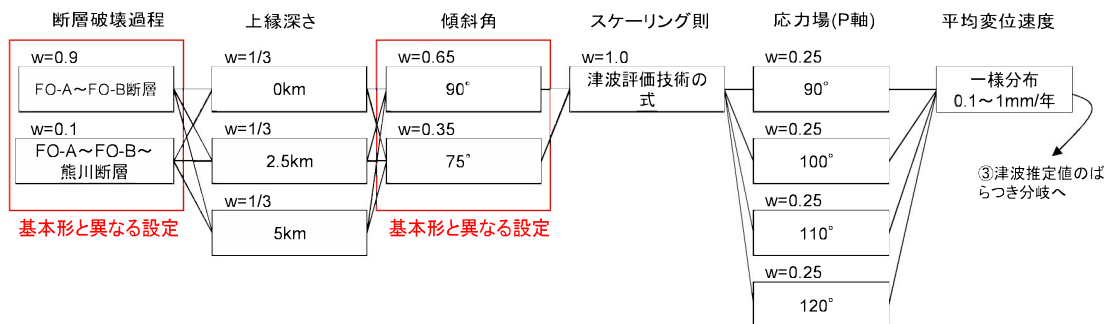 断層破壊過程
w=0.9
FO-A～FO-B断層
w=0.1
FO-A～FO-B～
熊川断層
基本形と異なる設定
上縁深さ
w=1/3
0km
w=1/3
2.5km
w=1/3
5km
傾斜角
w=0.65
90°
w=0.35
75°
基本形と異なる設定
スケーリング則
w=1.0
津波評価技術の
式
応力場(P軸)
w=0.25
90°
w=0.25
100°
w=0.25
110°
w=0.25
120°
平均変位速度
一様分布
0.1～1mm/年
③津波推定値のば
らつき分岐へ